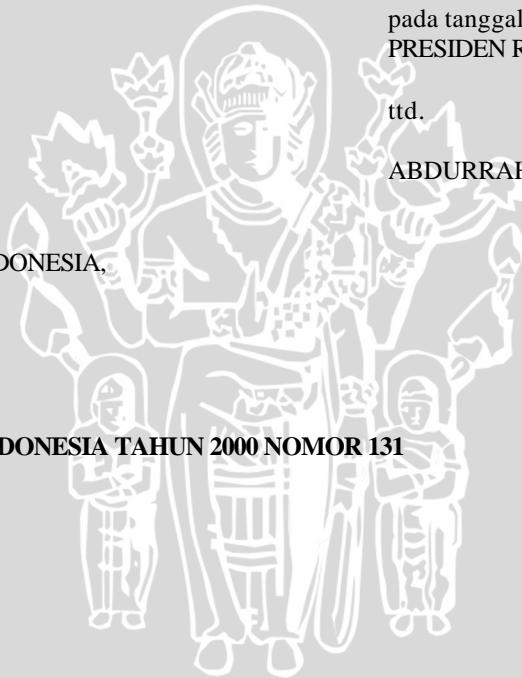 pada tanggal
PRESIDEN R
ttd.
ABDURRAH
DONESIA,
DONESIA TAHUN 2000 NOMOR 131